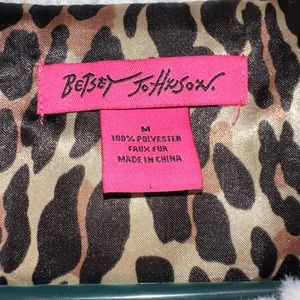 BETSEY JOHNSON.
M
100% POLYESTER
FAUX FUR
MADE IN CHINA